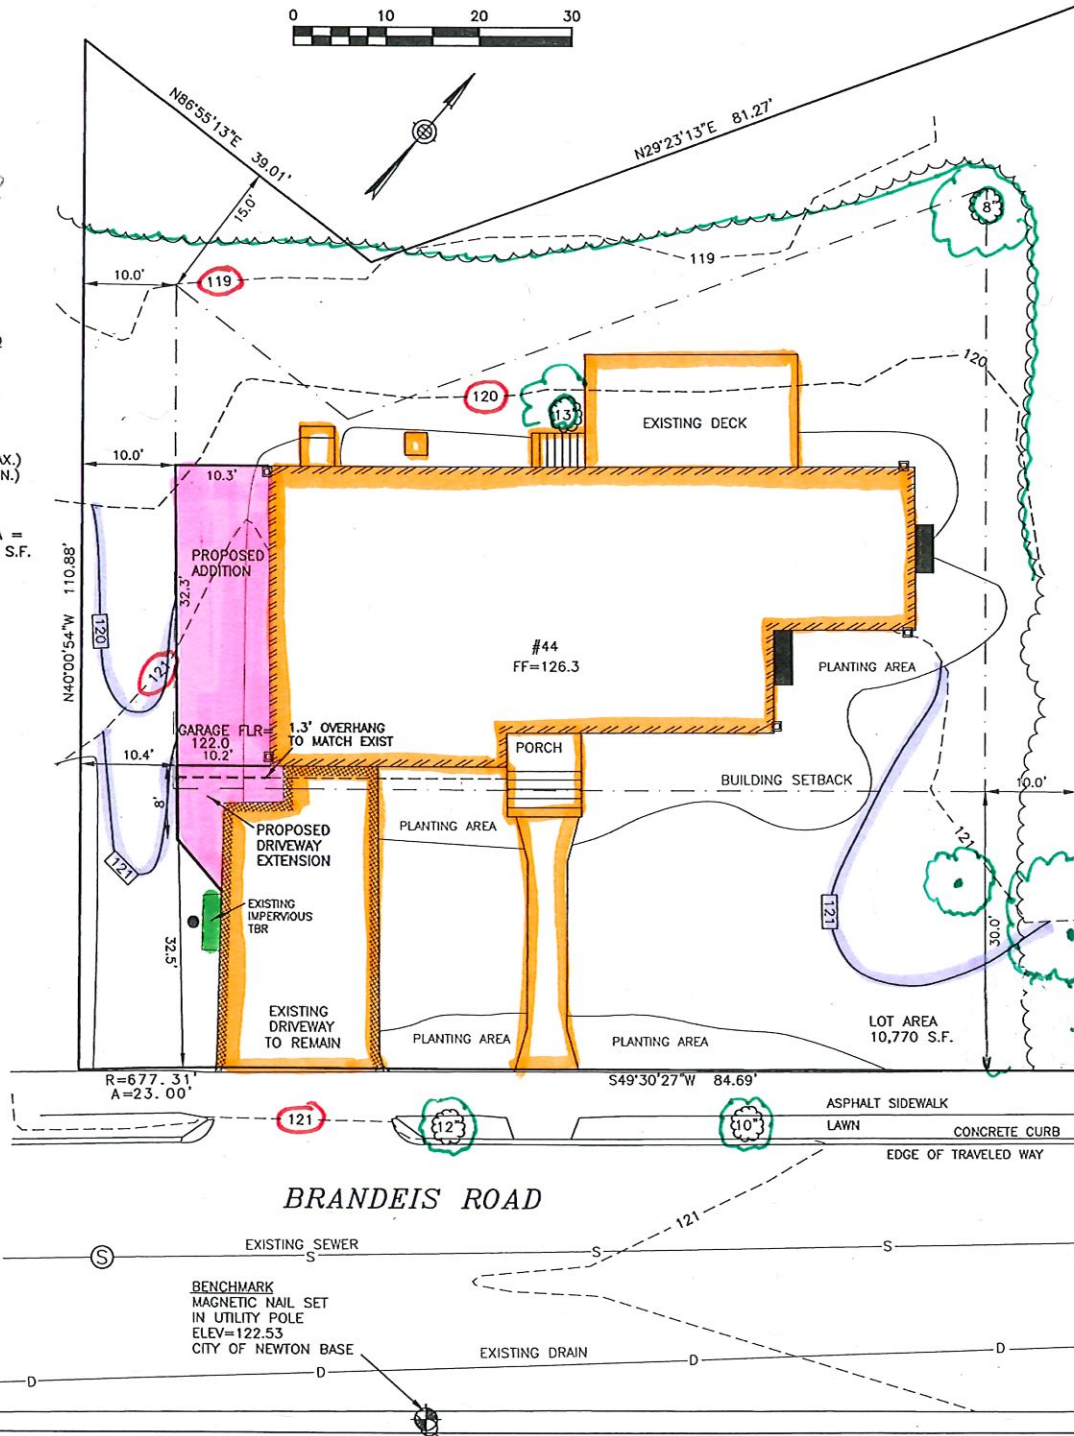 0 10 20 30
N86°55'13"E 39.01'
N29°23'13"E 81.27'
15.0'
8"
10.0'
119
119
120
120
13"
EXISTING DECK
AX.)
10.0'
10.3'
N.)
A =
S.F.
PROPOSED
ADDITION
32.3'
N40°00'54"W 110.88'
120
121
#44
FF=126.3
PLANTING AREA
GARAGE FLR=
122.0
1.3' OVERHANG
TO MATCH EXIST
10.4'
10.2'
PORCH
BUILDING SETBACK
10.0'
8'
PROPOSED
DRIVEWAY
EXTENSION
PLANTING AREA
121
121
EXISTING
IMPERVIOUS
TBR
121
30.0'
32.5'
EXISTING
DRIVEWAY
TO REMAIN
PLANTING AREA
PLANTING AREA
LOT AREA
10,770 S.F.
R=677.31'
A=23.00'
S49°30'27"W 84.69'
121
12"
10"
ASPHALT SIDEWALK
LAWN
CONCRETE CURB
EDGE OF TRAVELED WAY
BRANDEIS ROAD
121
S
EXISTING SEWER
S
S
S
BENCHMARK
MAGNETIC NAIL SET
IN UTILITY POLE
ELEV=122.53
CITY OF NEWTON BASE
EXISTING DRAIN
D
D
D
D